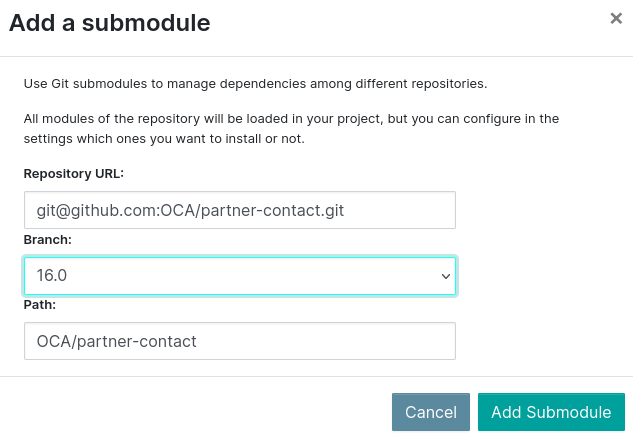 Add a submodule
×
Use Git submodules to manage dependencies among different repositories.
All modules of the repository will be loaded in your project, but you can configure in the
settings which ones you want to install or not.
Repository URL:
git@github.com:OCA/partner-contact.git
Branch:
16.0
Path:
OCA/partner-contact
Cancel
Add Submodule